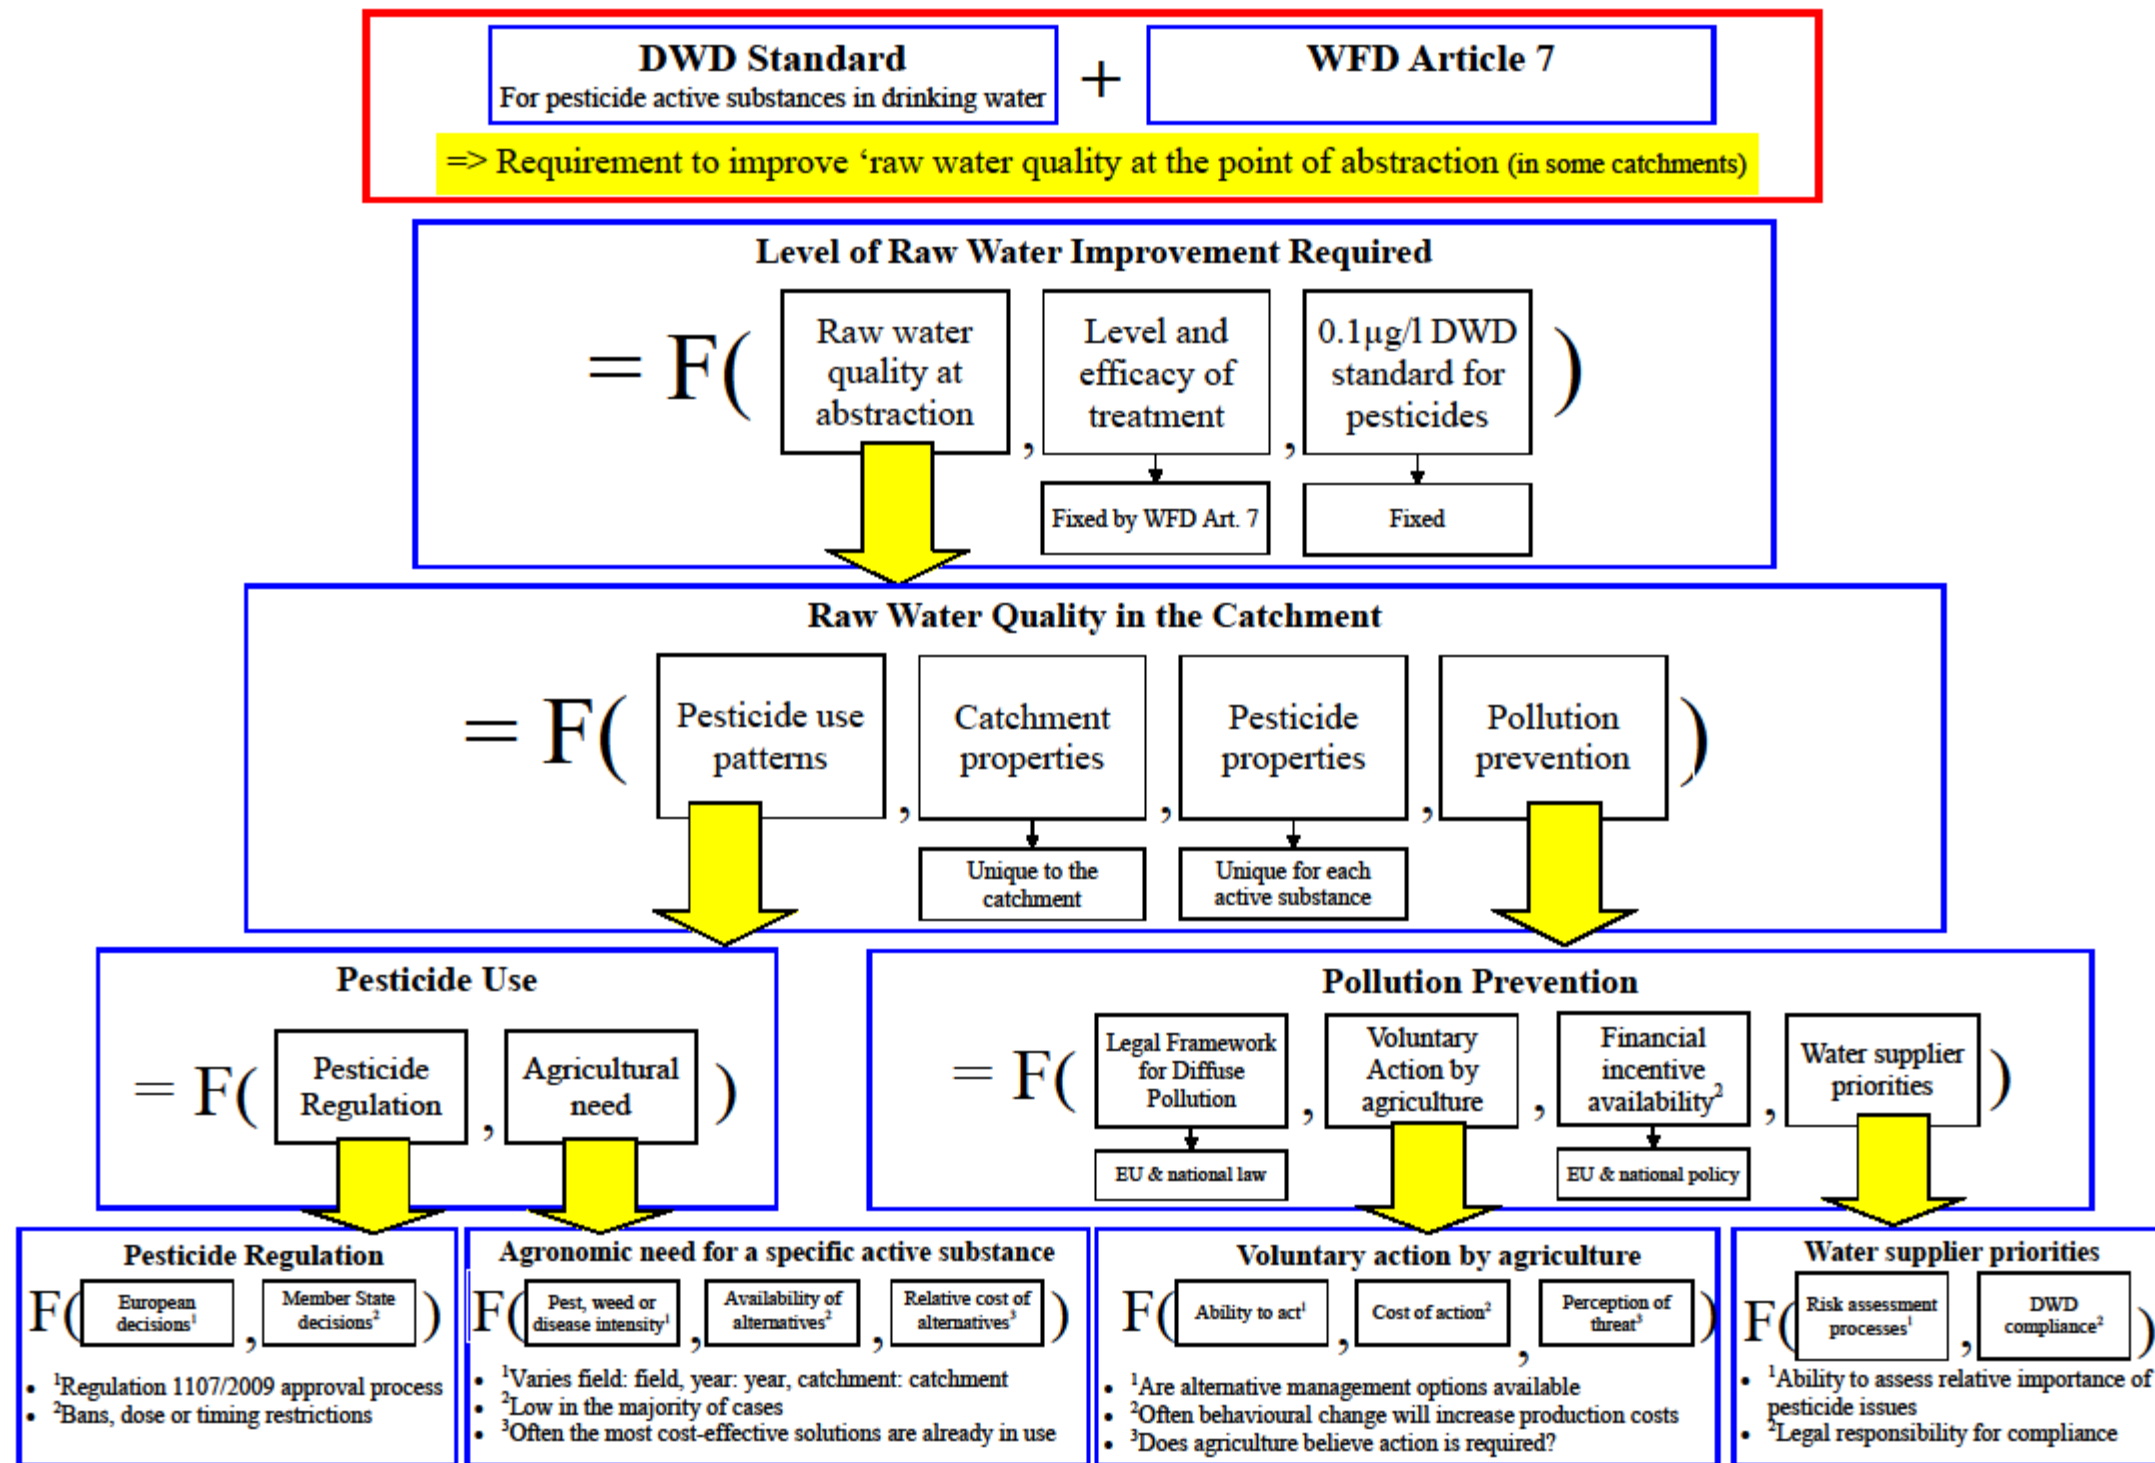 DWD Standard
For pesticide active substances in drinking water
+
WFD Article 7
=> Requirement to improve ‘raw water quality at the point of abstraction (in some catchments)
Level of Raw Water Improvement Required
= F(
Raw water
quality at
abstraction
,
Level and
efficacy of
treatment
,
0.1µg/l DWD
standard for
pesticides
)
Fixed by WFD Art. 7
Fixed
Raw Water Quality in the Catchment
= F(
Pesticide use
patterns
,
Catchment
properties
,
Pesticide
properties
,
Pollution
prevention
)
Unique to the
catchment
Unique for each
active substance
Pesticide Use
= F(
Pesticide
Regulation
,
Agricultural
need
)
Pollution Prevention
= F(
Legal Framework
for Diffuse
Pollution
,
Voluntary
Action by
agriculture
,
Financial
incentive
availability²
,
Water supplier
priorities
)
EU & national law
EU & national policy
Pesticide Regulation
F(
European
decisions¹
,
Member State
decisions²
)
• ¹Regulation 1107/2009 approval process
• ²Bans, dose or timing restrictions
Agronomic need for a specific active substance
F(
Pest, weed or
disease intensity¹
,
Availability of
alternatives²
,
Relative cost of
alternatives³
)
• ¹Varies field: field, year: year, catchment: catchment
• ²Low in the majority of cases
• ³Often the most cost-effective solutions are already in use
Voluntary action by agriculture
F(
Ability to act¹
,
Cost of action²
,
Perception of
threat³
)
• ¹Are alternative management options available
• ²Often behavioural change will increase production costs
• ³Does agriculture believe action is required?
Water supplier priorities
F(
Risk assessment
processes¹
,
DWD
compliance²
)
• ¹Ability to assess relative importance of
pesticide issues
• ²Legal responsibility for compliance